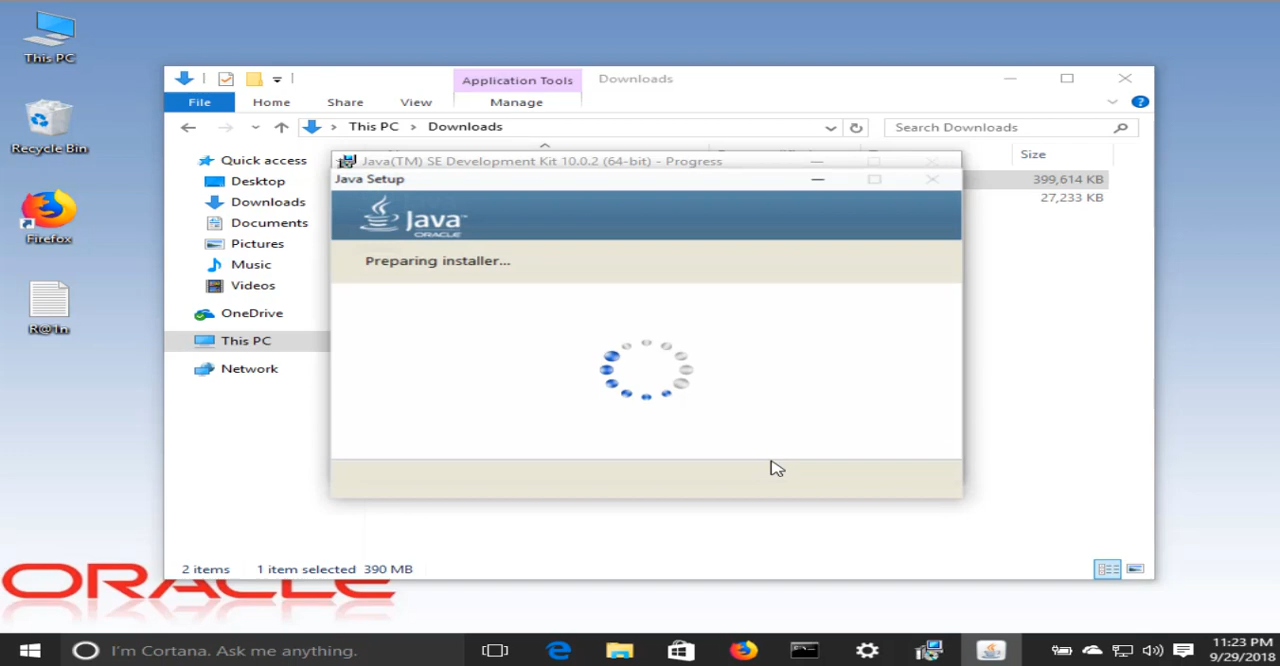 This PC
Recycle Bin
Firefox
R@!n
Application Tools
Downloads
File
Home
Share
View
Manage
This PC > Downloads
Search Downloads
Size
399,614 KB
27,233 KB
Quick access
Desktop
Downloads
Documents
Pictures
Music
Videos
OneDrive
This PC
Network
Java(TM) SE Development Kit 10.0.2 (64-bit) - Progress
Java Setup
Java
ORACLE
Preparing installer...
2 items
1 item selected 390 MB
ORACLE
I'm Cortana. Ask me anything.
11:23 PM
9/29/2018